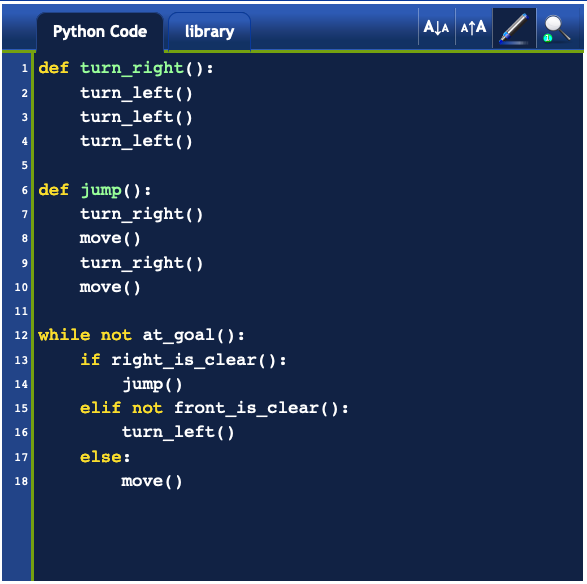 Python Code library A↓A A↑A
1 def turn_right():
2     turn_left()
3     turn_left()
4     turn_left()
5
6 def jump():
7     turn_right()
8     move()
9     turn_right()
10     move()
11
12 while not at_goal():
13     if right_is_clear():
14         jump()
15     elif not front_is_clear():
16         turn_left()
17     else:
18         move()